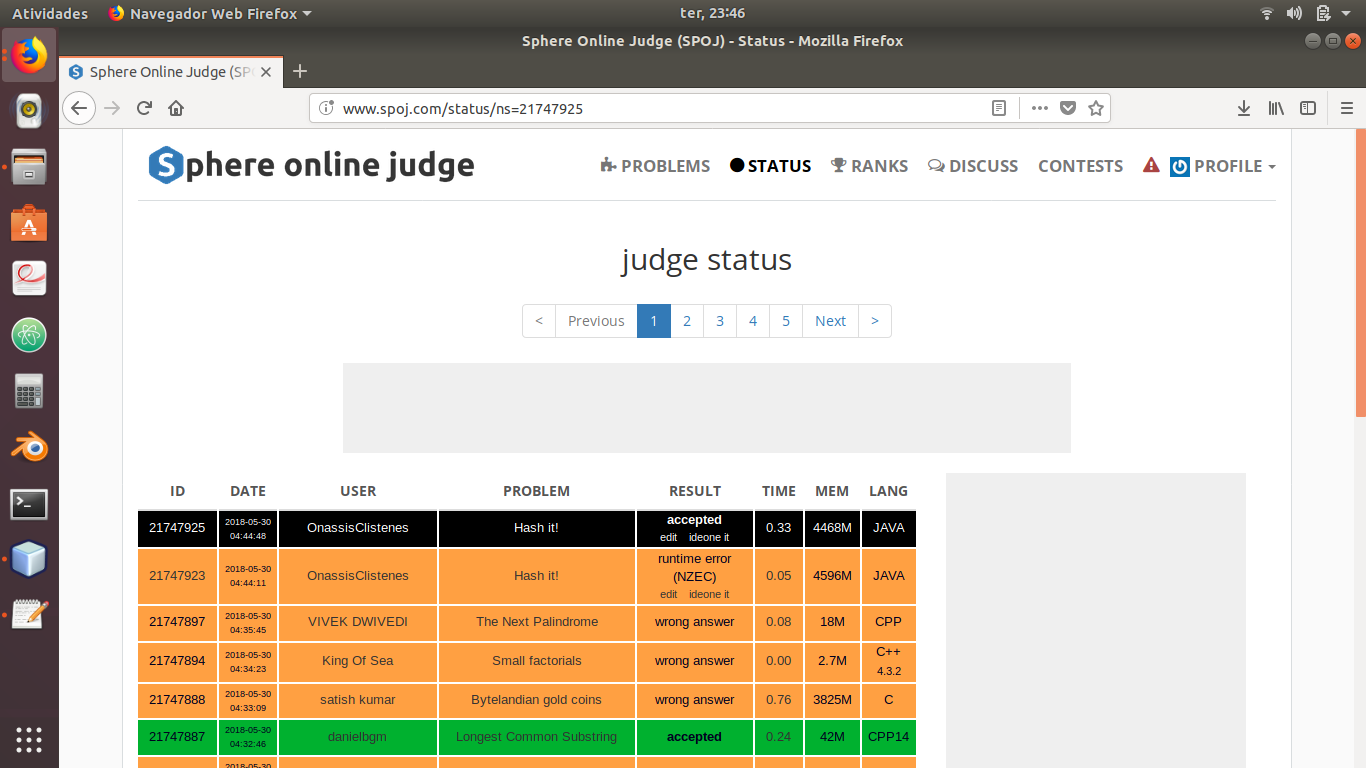 Atividades Navegador Web Firefox ter, 23:46
Sphere Online Judge (SPOJ) - Status - Mozilla Firefox
Sphere Online Judge (SP
www.spoj.com/status/ns=21747925
Sphere online judge PROBLEMS STATUS RANKS DISCUSS CONTESTS PROFILE
judge status
< Previous 1 2 3 4 5 Next >
ID DATE USER PROBLEM RESULT TIME MEM LANG
21747925 2018-05-30 04:44:48 OnassisClistenes Hash it! accepted edit ideone it 0.33 4468M JAVA
21747923 2018-05-30 04:44:11 OnassisClistenes Hash it! runtime error (NZEC) edit ideone it 0.05 4596M JAVA
21747897 2018-05-30 04:35:45 VIVEK DWIVEDI The Next Palindrome wrong answer 0.08 18M CPP
21747894 2018-05-30 04:34:23 King Of Sea Small factorials wrong answer 0.00 2.7M C++ 4.3.2
21747888 2018-05-30 04:33:09 satish kumar Bytelandian gold coins wrong answer 0.76 3825M C
21747887 2018-05-30 04:32:46 danielbgm Longest Common Substring accepted 0.24 42M CPP14
2018-05-30